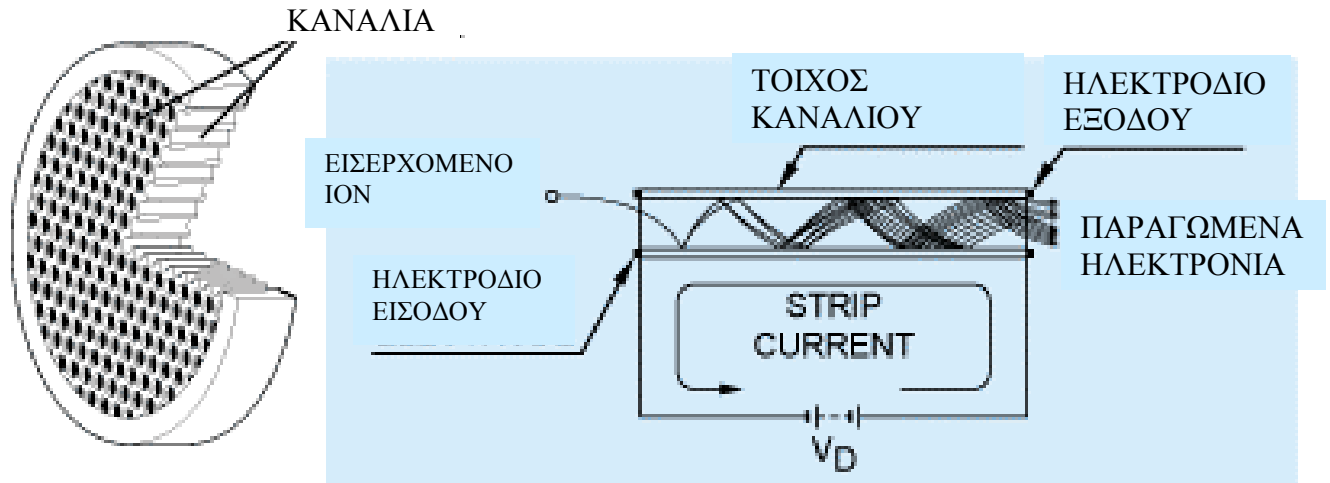 ΚΑΝΑΛΙΑ
ΤΟΙΧΟΣ
ΚΑΝΑΛΙΟΥ
ΗΛΕΚΤΡΟΔΙΟ
ΕΞΟΔΟΥ
ΕΙΣΕΡΧΟΜΕΝΟ
ΙΟΝ
ΠΑΡΑΓΩΜΕΝΑ
ΗΛΕΚΤΡΟΝΙΑ
ΗΛΕΚΤΡΟΔΙΟ
ΕΙΣΟΔΟΥ
STRIP
CURRENT
VD